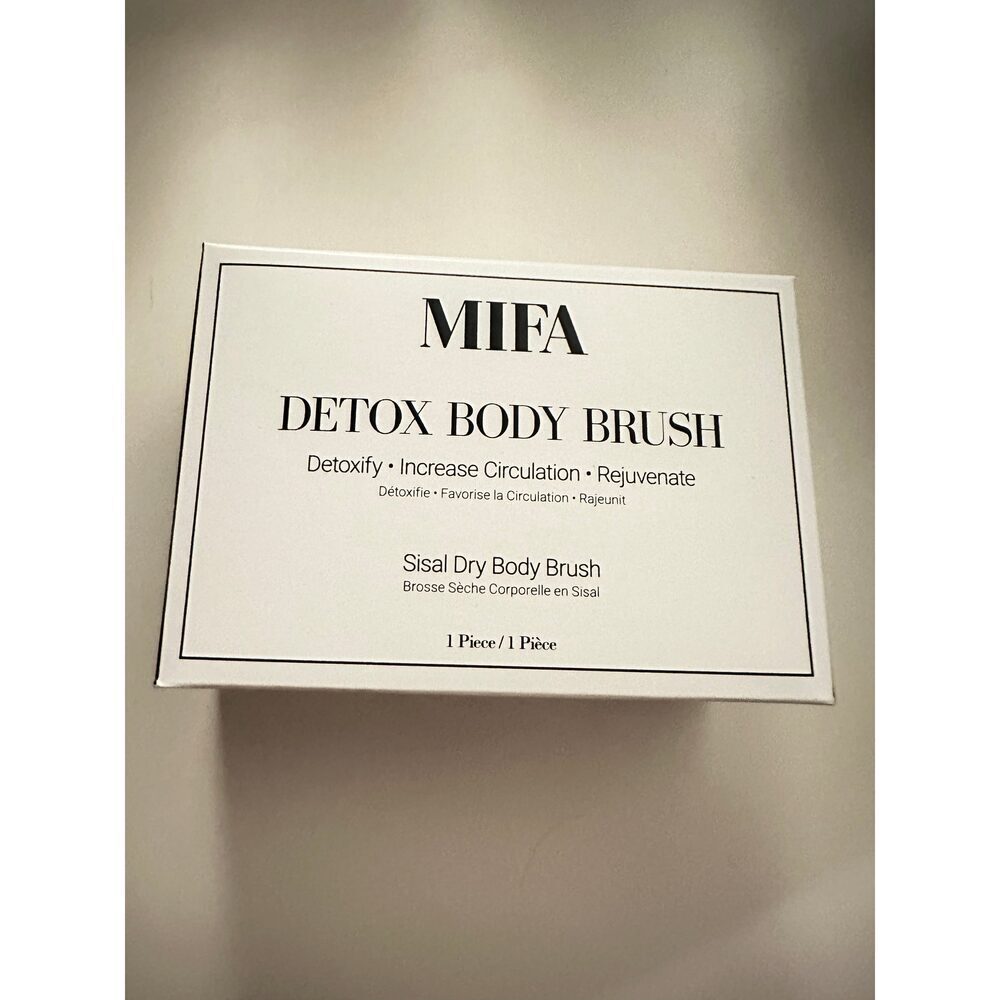 MIFA
DETOX BODY BRUSH
Detoxify • Increase Circulation • Rejuvenate
Détoxifie • Favorise la Circulation • Rajeunit
Sisal Dry Body Brush
Brosse Sèche Corporelle en Sisal
1 Piece / 1 Pièce